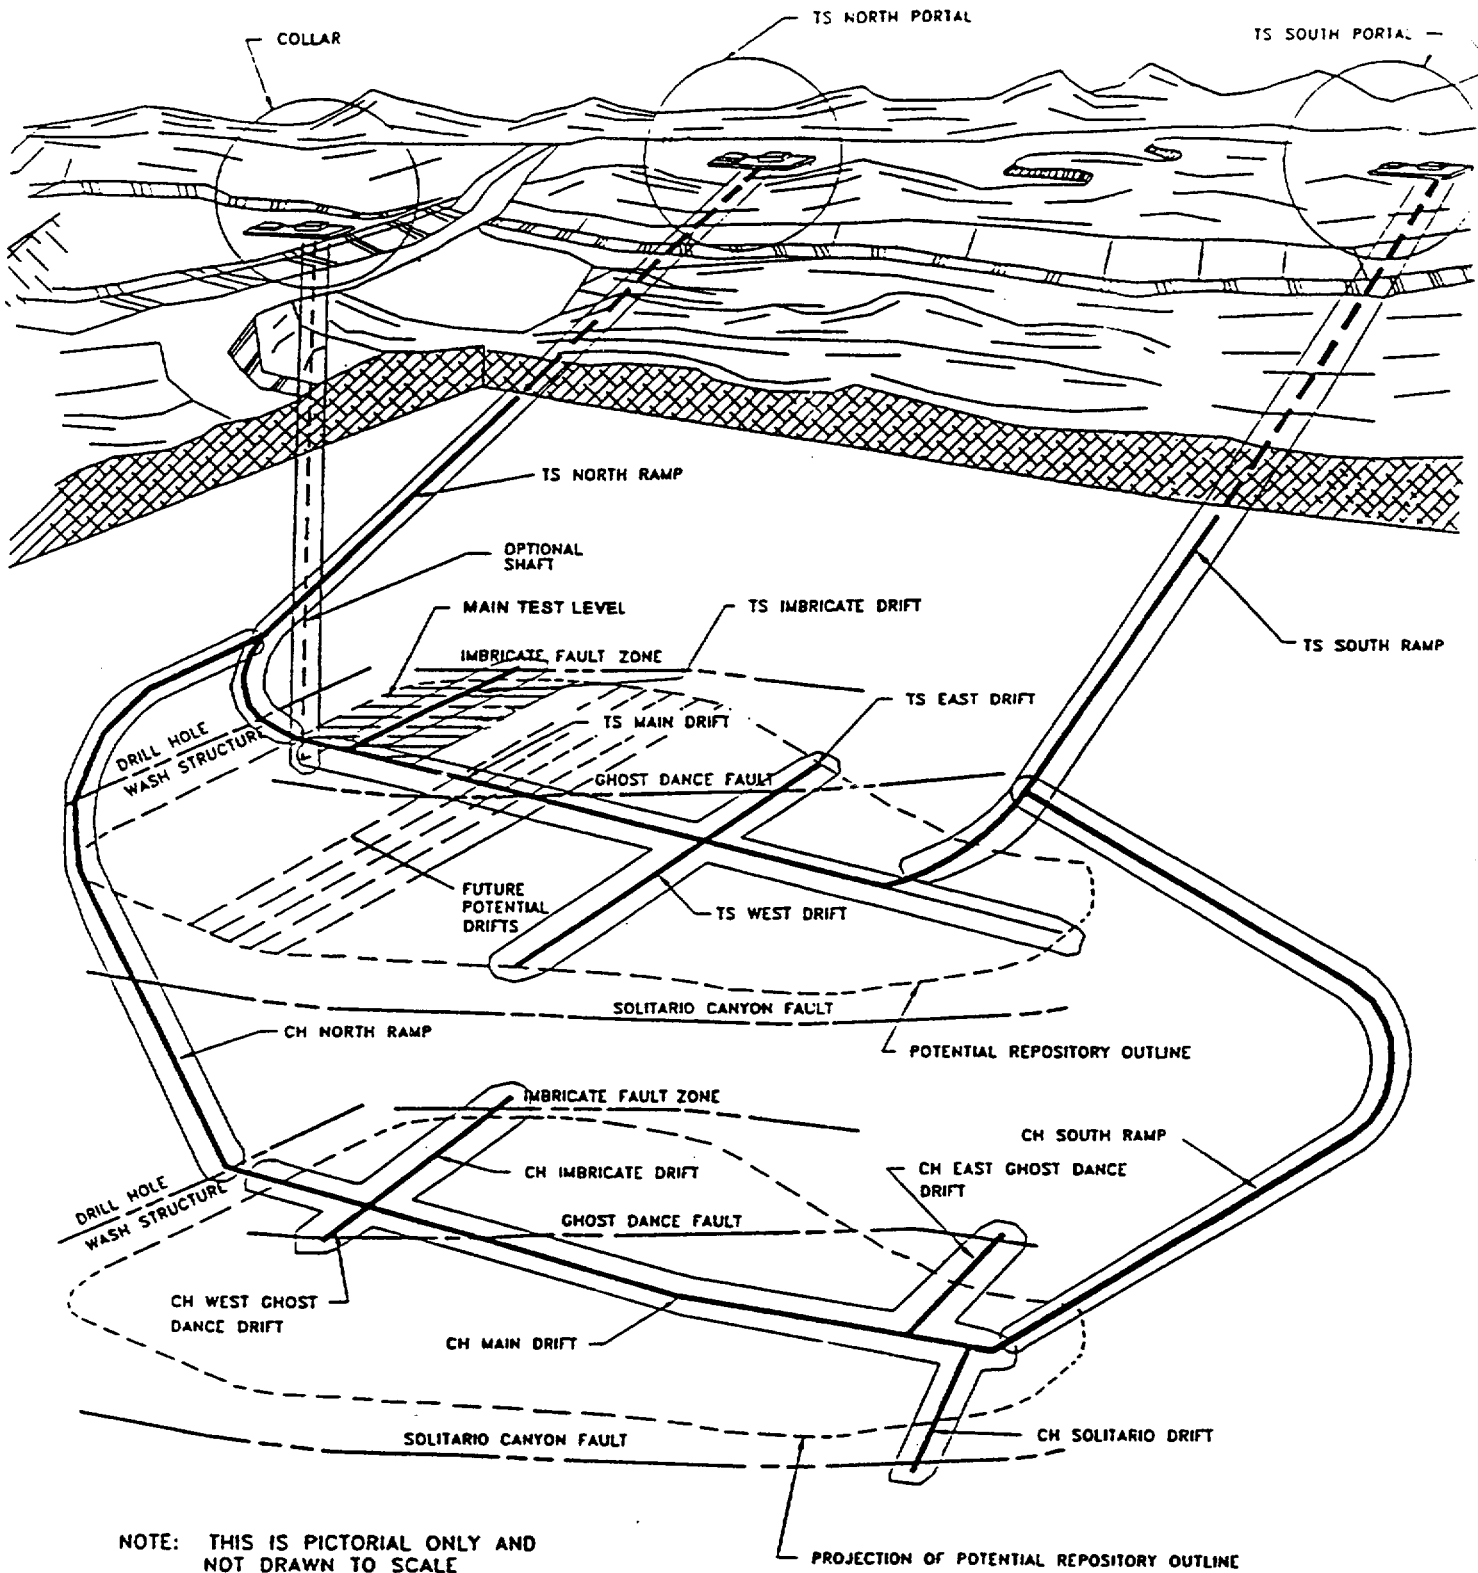 COLLAR
TS NORTH PORTAL
TS SOUTH PORTAL
TS NORTH RAMP
OPTIONAL
SHAFT
MAIN TEST LEVEL
TS IMBRICATE DRIFT
TS SOUTH RAMP
IMBRICATE FAULT ZONE
TS EAST DRIFT
TS MAIN DRIFT
DRILL HOLE
WASH STRUCTURE
GHOST DANCE FAULT
FUTURE
POTENTIAL
DRIFTS
TS WEST DRIFT
SOLITARIO CANYON FAULT
CH NORTH RAMP
POTENTIAL REPOSITORY OUTLINE
IMBRICATE FAULT ZONE
CH SOUTH RAMP
CH IMBRICATE DRIFT
CH EAST GHOST DANCE
DRIFT
DRILL HOLE
WASH STRUCTURE
GHOST DANCE FAULT
CH WEST GHOST
DANCE DRIFT
CH MAIN DRIFT
SOLITARIO CANYON FAULT
CH SOLITARIO DRIFT
NOTE: THIS IS PICTORIAL ONLY AND
NOT DRAWN TO SCALE
PROJECTION OF POTENTIAL REPOSITORY OUTLINE